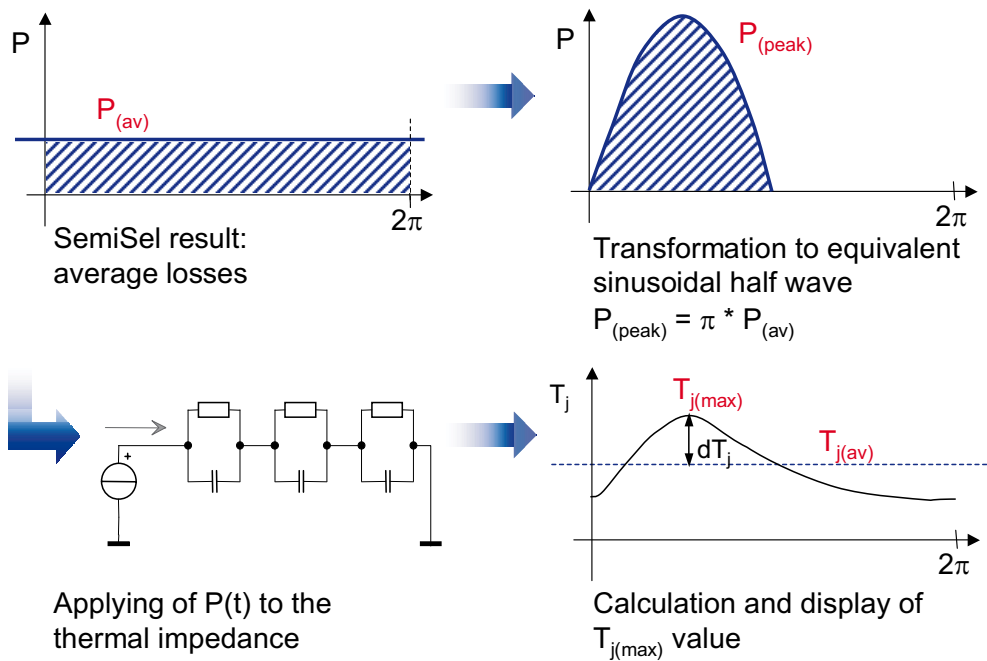 P
P(av)
2π
SemiSel result:
average losses
P
P(peak)
2π
Transformation to equivalent
sinusoidal half wave
P(peak) = π * P(av)
+
Applying of P(t) to the
thermal impedance
Tj
Tj(max)
Tj(av)
dTj
2π
Calculation and display of
Tj(max) value